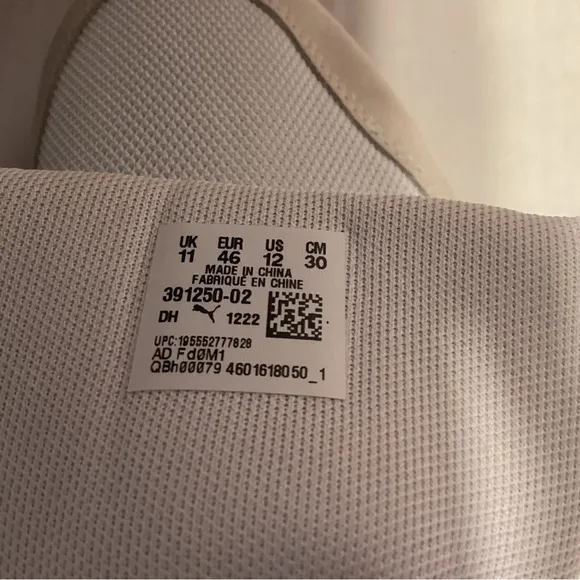 UK EUR US CM
11 46 12 30
MADE IN CHINA
FABRIQUÉ EN CHINE
391250-02
DH 1222
UPC:195552777828
AD Fd0M1
QBh00079 4601618050_1